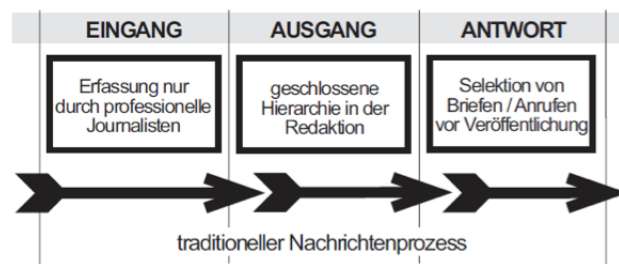 EINGANG AUSGANG ANTWORT
Erfassung nur
durch professionelle
Journalisten
geschlossene
Hierarchie in der
Redaktion
Selektion von
Briefen / Anrufen
vor Veröffentlichung
traditioneller Nachrichtenprozess